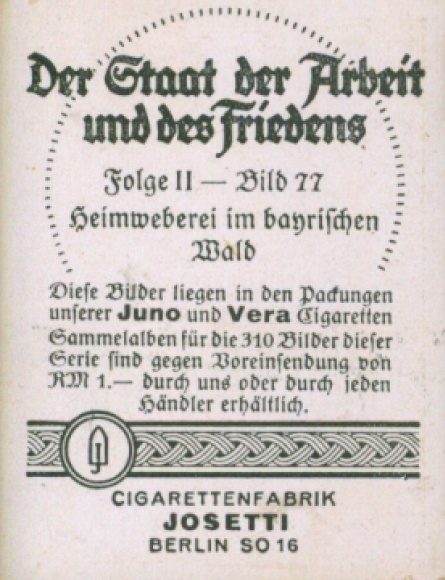 Der Staat der Arbeit
und des Friedens
Folge II — Bild 77
Heimweberei im bayrischen
Wald
Diese Bilder liegen in den Packungen
unserer Juno und Vera Cigaretten
Sammelalben für die 310 Bilder dieser
Serie sind gegen Voreinsendung von
RM 1.— durch uns oder durch jeden
Händler erhältlich.
CIGARETTENFABRIK
JOSETTI
BERLIN SO 16